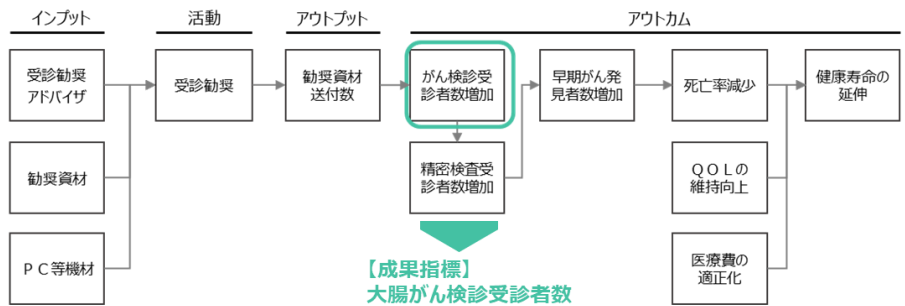 インプット
活動
アウトプット
アウトカム
受診勧奨
アドバイザ
受診勧奨
勧奨資材
送付数
がん検診受
診者数増加
早期がん発
見者数増加
死亡率減少
健康寿命の
延伸
勧奨資材
精密検査受
診者数増加
ＱＯＬの
維持向上
ＰＣ等機材
医療費の
適正化
【成果指標】
大腸がん検診受診者数